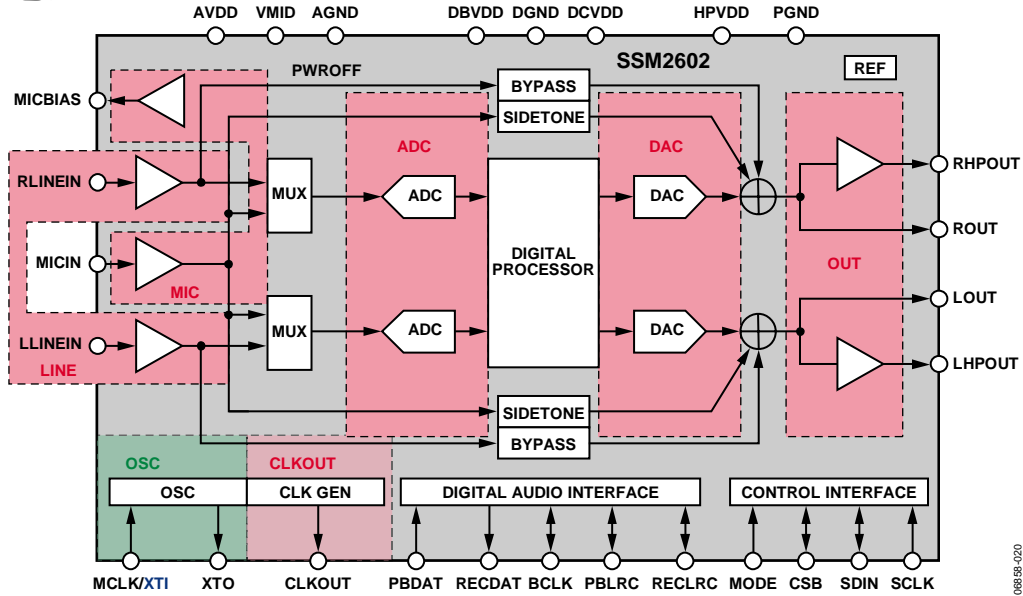 AVDD VMID AGND DBVDD DGND DCVDD HPVDD PGND
SSM2602
PWROFF
REF
BYPASS
MICBIAS
SIDETONE
ADC
DAC
RLINEIN
MUX
ADC
DAC
RHPOUT
ROUT
MICIN
MIC
DIGITAL
PROCESSOR
OUT
LOUT
LLINEIN
LINE
MUX
ADC
DAC
LHPOUT
SIDETONE
BYPASS
OSC
CLKOUT
OSC
CLK GEN
DIGITAL AUDIO INTERFACE
CONTROL INTERFACE
MCLK/XTI XTO CLKOUT PBDAT RECDAT BCLK PBLRC RECLRC MODE CSB SDIN SCLK
06858-020